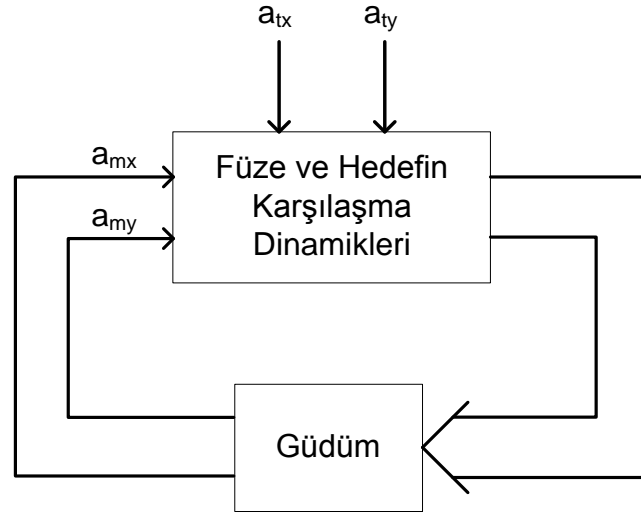 a_tx a_ty
a_mx
Füze ve Hedefin
Karşılaşma
Dinamikleri
a_my
Güdüm